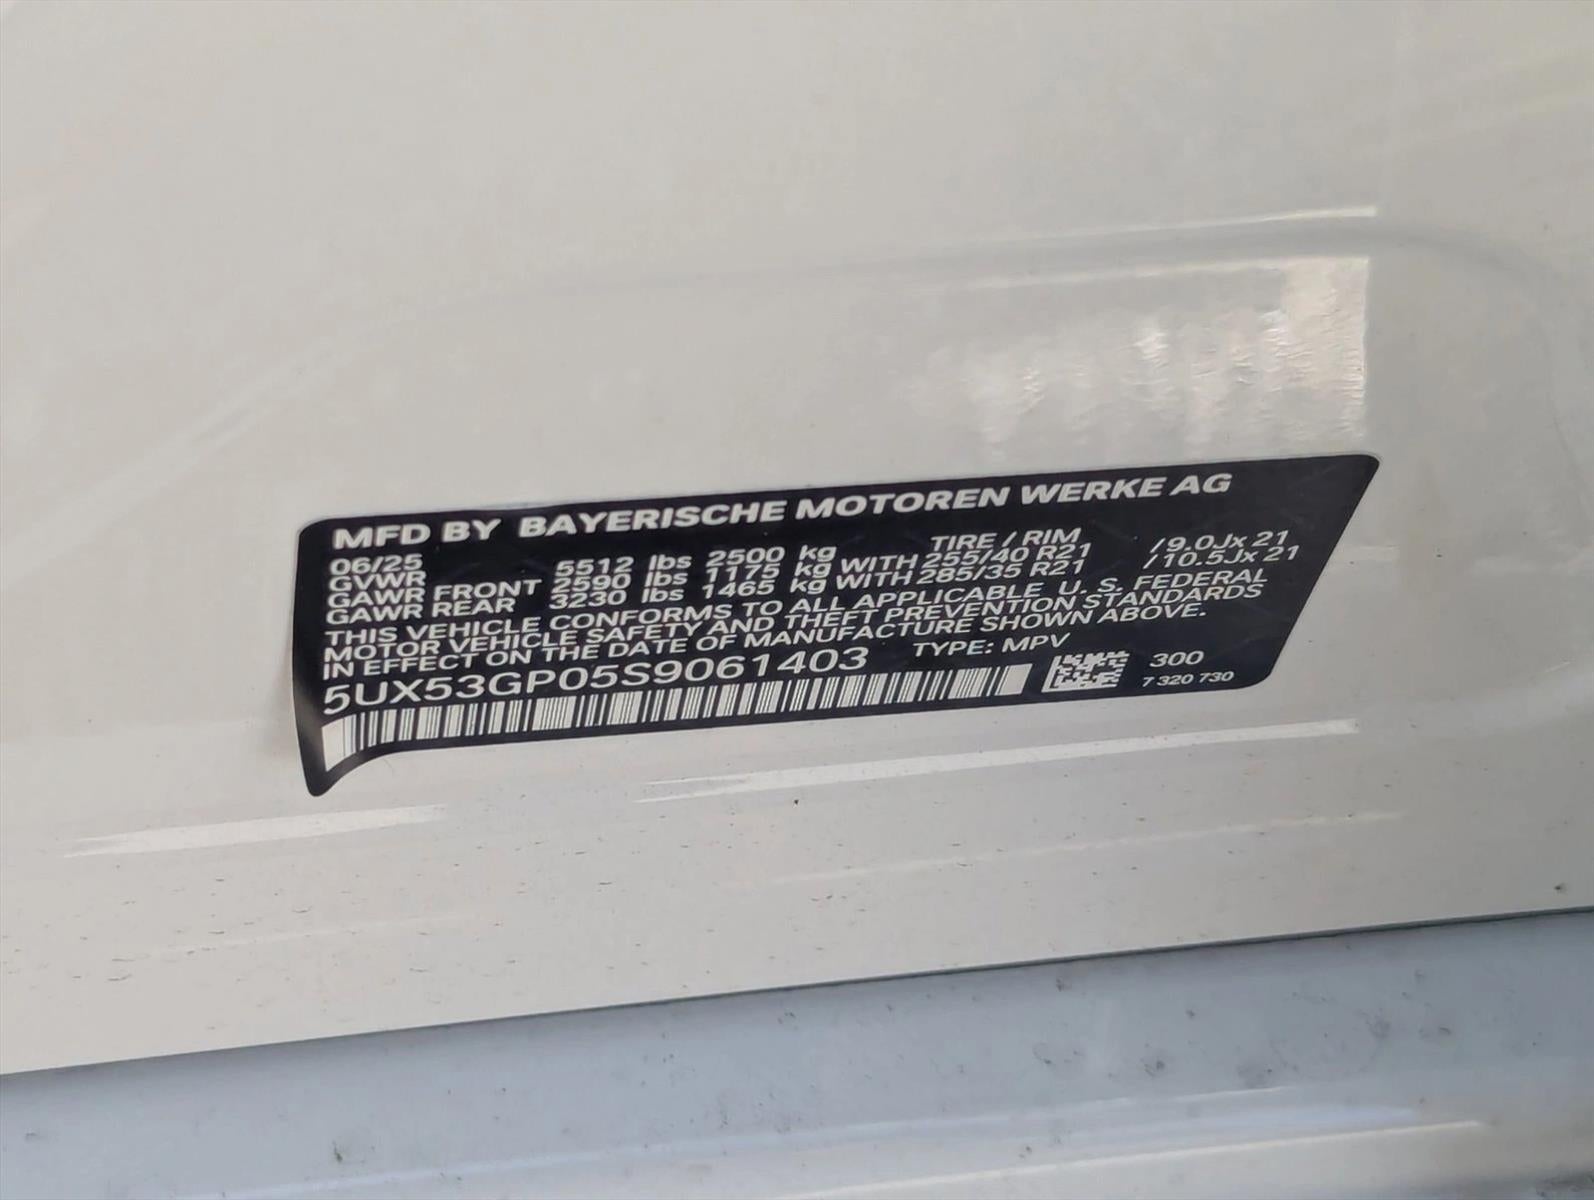 MFD BY BAYERISCHE MOTOREN WERKE AG
06/25 TIRE / RIM
GVWR 5512 lbs 2500 kg
GAWR FRONT 2590 lbs 1175 kg WITH 255/40 R21 / 9.0Jx 21
GAWR REAR 3230 lbs 1465 kg WITH 285/35 R21 / 10.5Jx 21
THIS VEHICLE CONFORMS TO ALL APPLICABLE U. S. FEDERAL
MOTOR VEHICLE SAFETY AND THEFT PREVENTION STANDARDS
IN EFFECT ON THE DATE OF MANUFACTURE SHOWN ABOVE.
5UX53GP05S9061403 TYPE: MPV
300
7 320 730